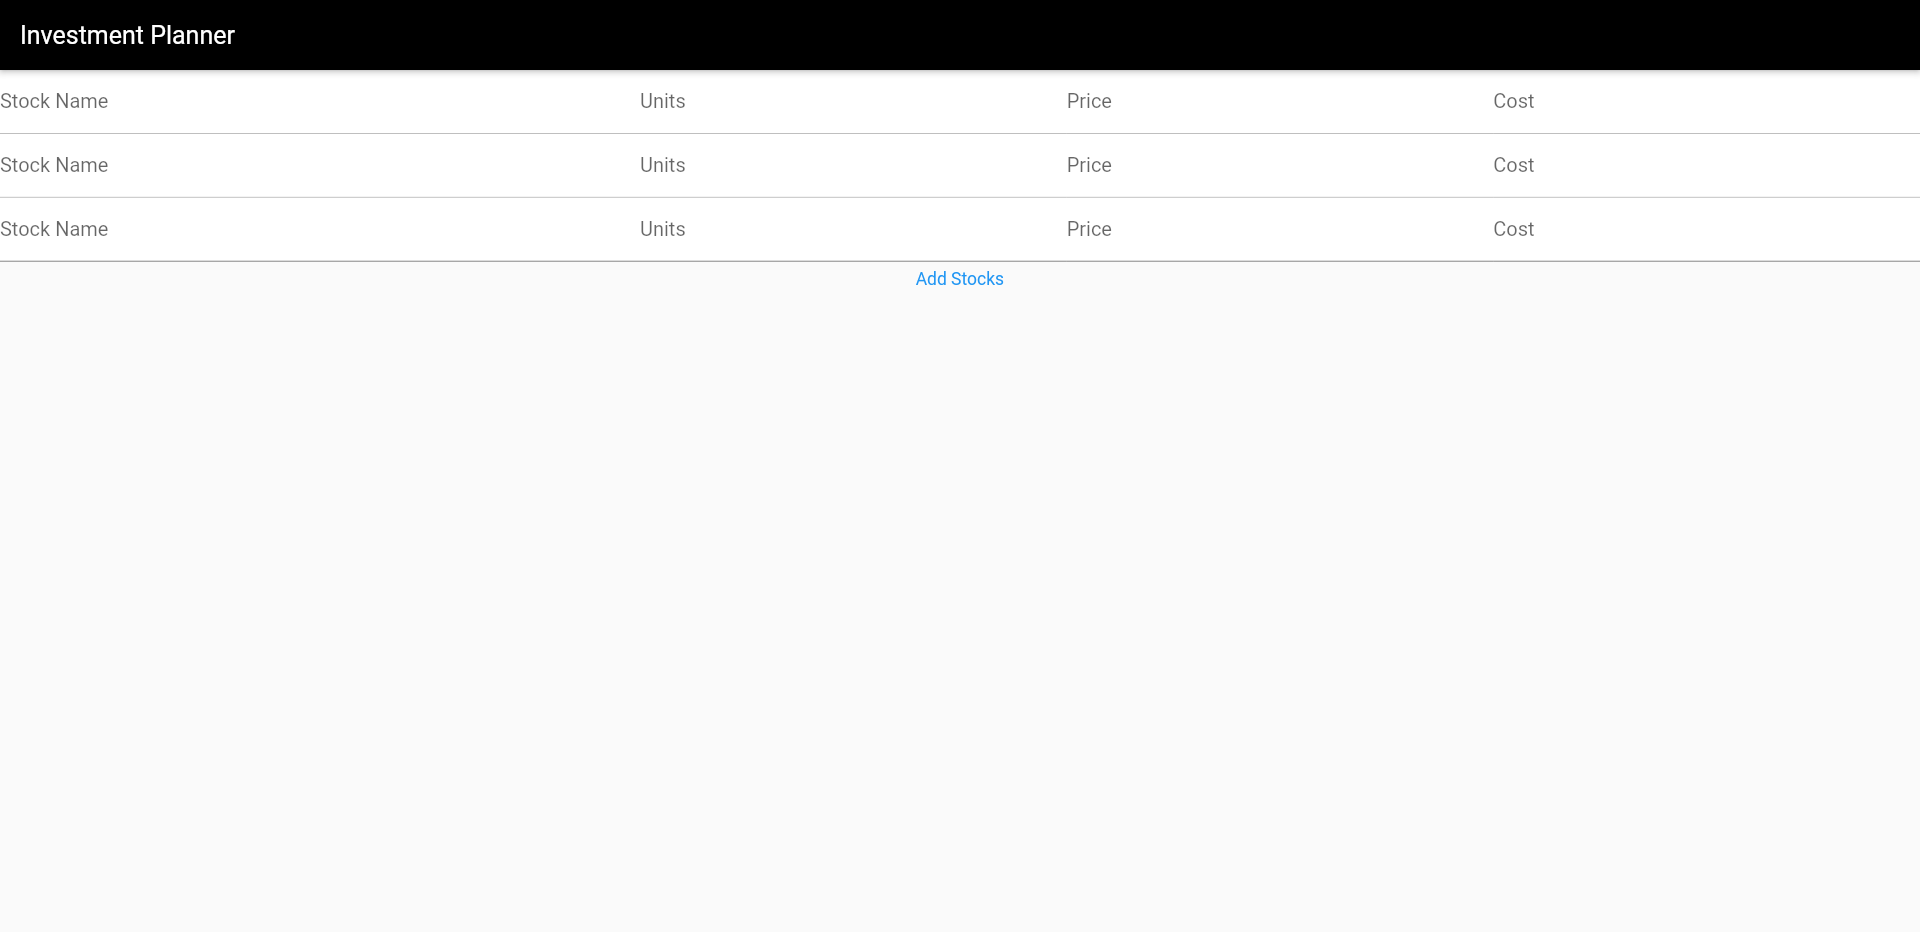 Investment Planner
Stock Name Units Price Cost
Stock Name Units Price Cost
Stock Name Units Price Cost
Add Stocks